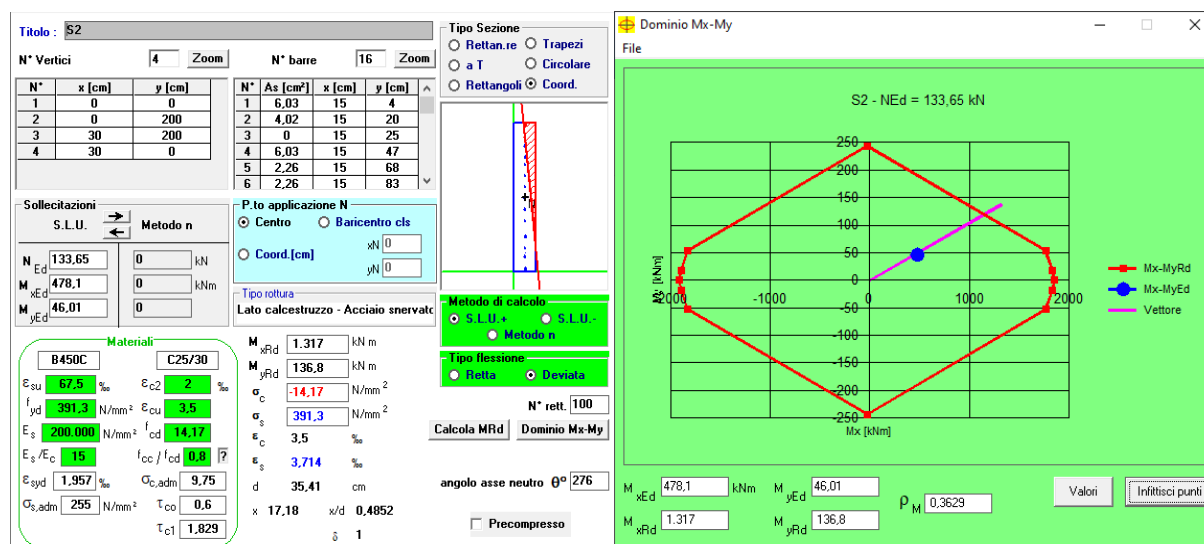 Titolo : S2
N° Vertici 4 Zoom N° barre 16 Zoom
N° x [cm] y [cm]
1 0 0
2 0 200
3 30 200
4 30 0
N° As [cm²] x [cm] y [cm]
1 6,03 15 4
2 4,02 15 20
3 0 15 25
4 6,03 15 47
5 2,26 15 68
6 2,26 15 83
Tipo Sezione
Rettan.re Trapezi
a T Circolare
Rettangoli Coord.
Sollecitazioni
S.L.U. Metodo n
N Ed 133,65 0 kN
M xEd 478,1 0 kNm
M yEd 46,01 0
P.to applicazione N
Centro Baricentro cls
Coord.[cm] xN 0
yN 0
Tipo rottura
Lato calcestruzzo - Acciaio snervato
Materiali
B450C C25/30
εsu 67,5 ‰ εc2 2 ‰
fyd 391,3 N/mm² εcu 3,5
Es 200.000 N/mm² fcd 14,17
Es/Ec 15 fcc / fcd 0,8 ?
εsyd 1,957 ‰ σc,adm 9,75
σs,adm 255 N/mm² τco 0,6
τc1 1,829
M xRd 1.317 kN m
M yRd 136,8 kN m
σc -14,17 N/mm²
σs 391,3 N/mm²
εc 3,5 ‰
εs 3,714 ‰
d 35,41 cm
x 17,18 x/d 0,4852
δ 1
Metodo di calcolo
S.L.U.+ S.L.U.-
Metodo n
Tipo flessione
Retta Deviata
N° rett. 100
Calcola MRd Dominio Mx-My
angolo asse neutro θ° 276
Precompresso
Dominio Mx-My
File
S2 - NEd = 133,65 kN
250
200
150
100
50
0
-50
-100
-150
-200
-250
-2000 -1000 0 1000 2000
[kNm]
Mx [kNm]
Mx-MyRd
Mx-MyEd
Vettore
M xEd 478,1 kNm M yEd 46,01
M xRd 1.317 M yRd 136,8
ρM 0,3629
Valori Infittisci punti